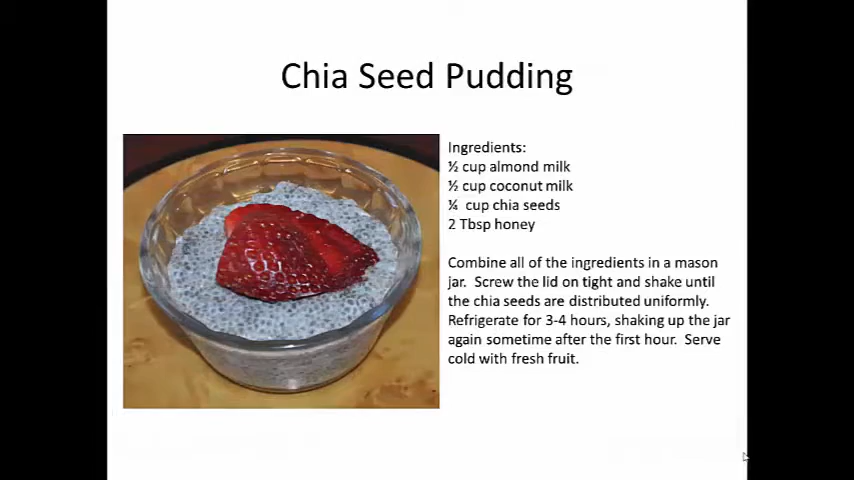 Chia Seed Pudding
Ingredients:
½ cup almond milk
½ cup coconut milk
¼  cup chia seeds
2 Tbsp honey
Combine all of the ingredients in a mason
jar.  Screw the lid on tight and shake until
the chia seeds are distributed uniformly.
Refrigerate for 3-4 hours, shaking up the jar
again sometime after the first hour.  Serve
cold with fresh fruit.